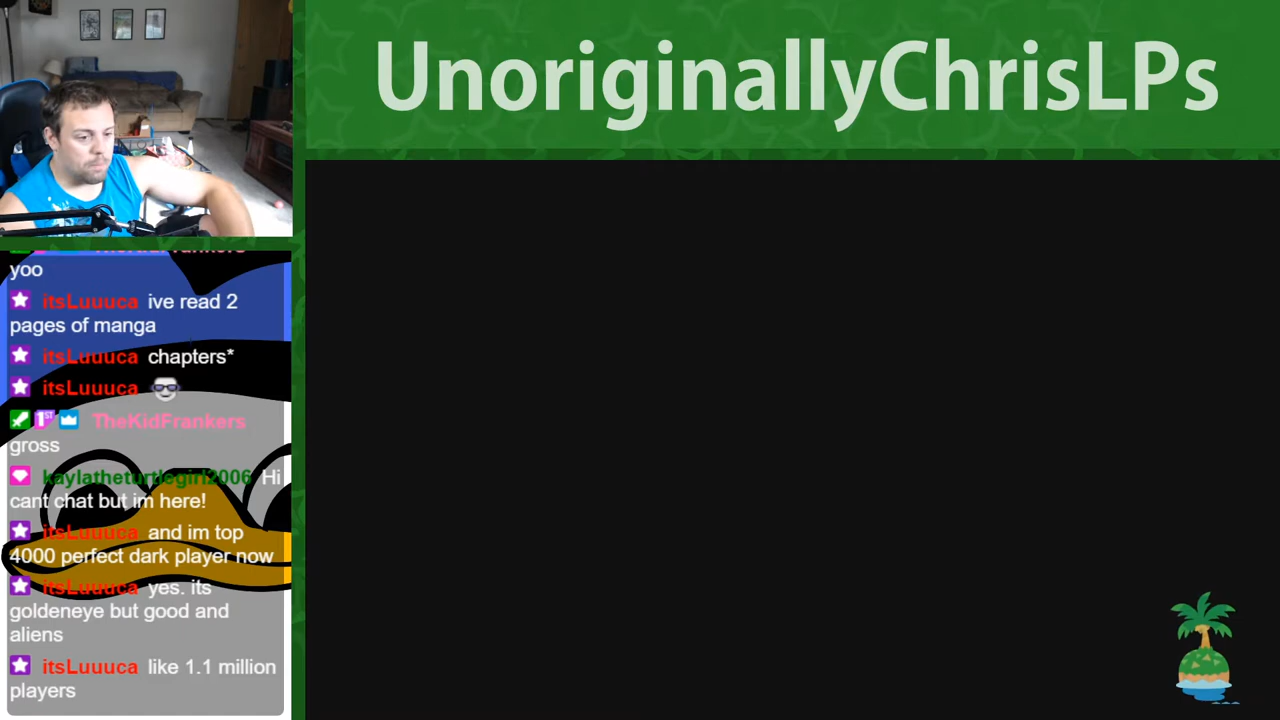 UnoriginallyChrisLPs
yoo
itsLuuuca ive read 2
pages of manga
itsLuuuca chapters*
itsLuuuca
1ST TheKidFrankers
gross
kaylatheturtlegirl2006 Hi
cant chat but im here!
itsLuuuca and im top
4000 perfect dark player now
itsLuuuca yes. its
goldeneye but good and
aliens
itsLuuuca like 1.1 million
players